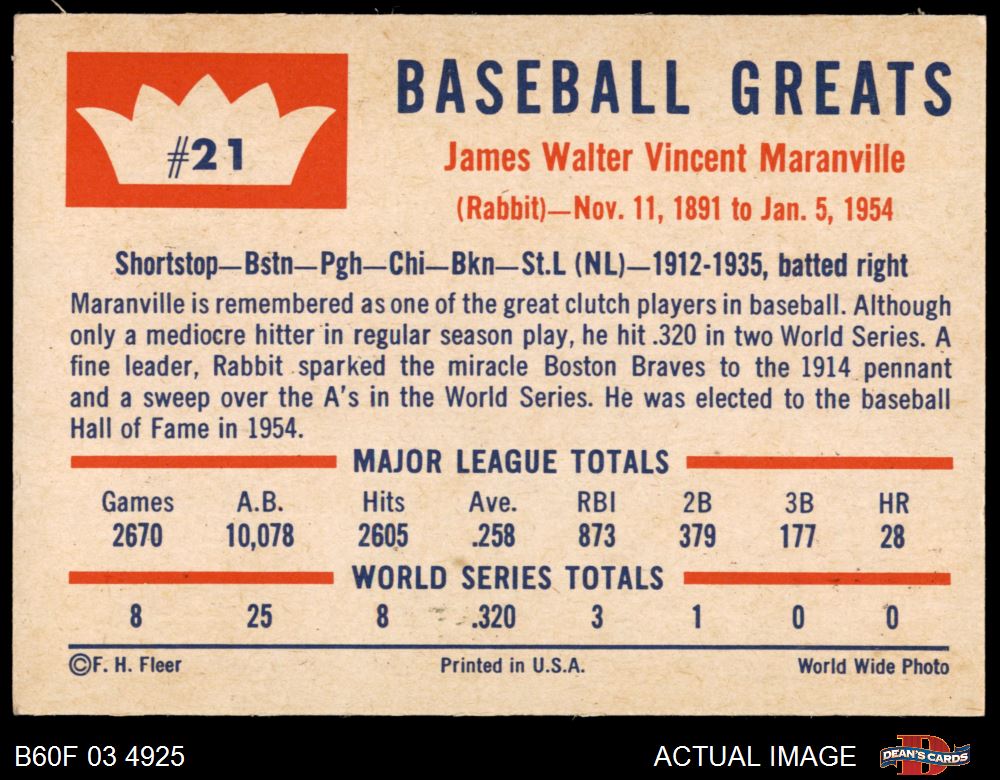 #21
BASEBALL GREATS
James Walter Vincent Maranville
(Rabbit)—Nov. 11, 1891 to Jan. 5, 1954
Shortstop—Bstn—Pgh—Chi—Bkn—St.L (NL)—1912-1935, batted right
Maranville is remembered as one of the great clutch players in baseball. Although
only a mediocre hitter in regular season play, he hit .320 in two World Series. A
fine leader, Rabbit sparked the miracle Boston Braves to the 1914 pennant
and a sweep over the A's in the World Series. He was elected to the baseball
Hall of Fame in 1954.
MAJOR LEAGUE TOTALS
Games A.B. Hits Ave. RBI 2B 3B HR
2670 10,078 2605 .258 873 379 177 28
WORLD SERIES TOTALS
8 25 8 .320 3 1 0 0
©F. H. Fleer Printed in U.S.A. World Wide Photo
B60F 03 4925 ACTUAL IMAGE DEAN'S CARDS